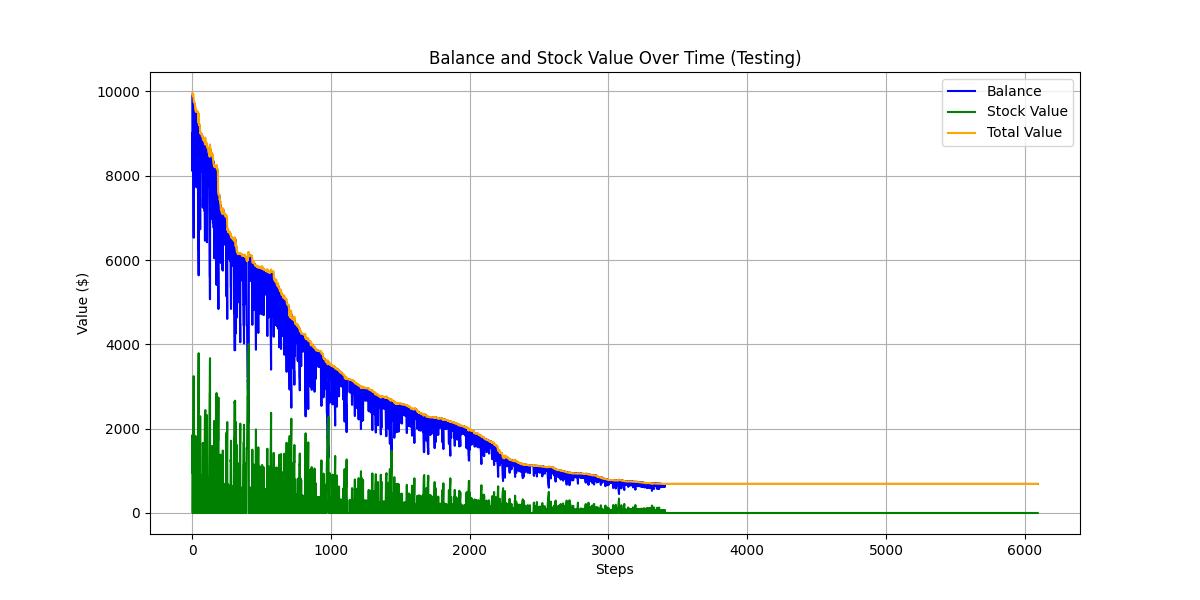 Balance and Stock Value Over Time (Testing)
Balance
Stock Value
Total Value
Value ($)
10000
8000
6000
4000
2000
0
0 1000 2000 3000 4000 5000 6000
Steps